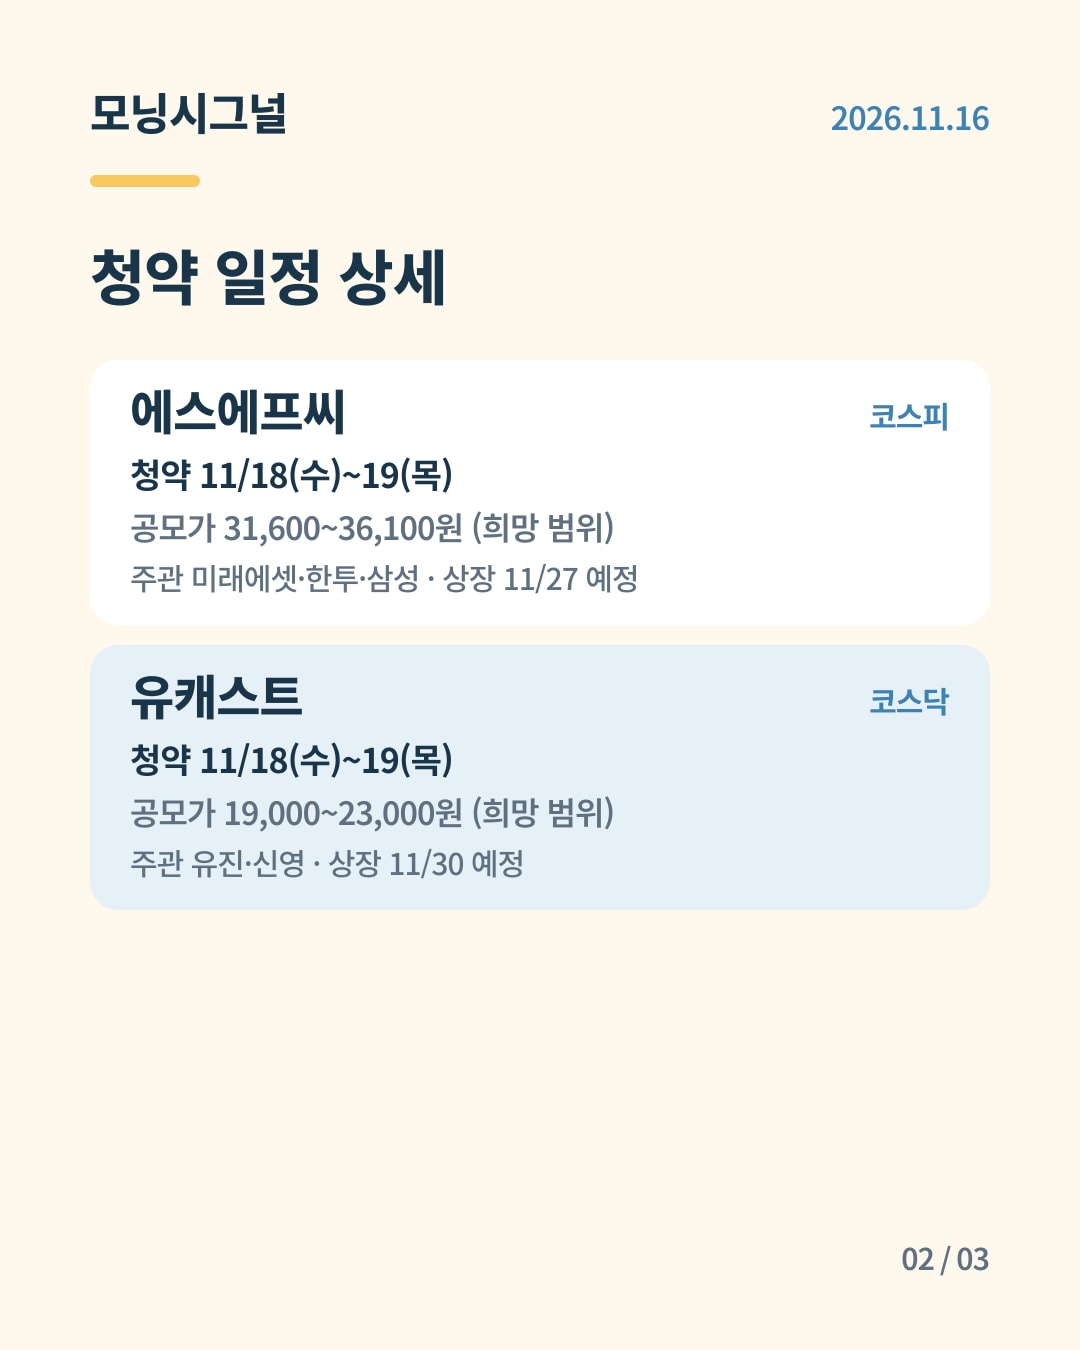 모닝시그널
2026.11.16
청약 일정 상세
에스에프씨
코스피
청약 11/18(수)~19(목)
공모가 31,600~36,100원 (희망 범위)
주관 미래에셋·한투·삼성 · 상장 11/27 예정
유캐스트
코스닥
청약 11/18(수)~19(목)
공모가 19,000~23,000원 (희망 범위)
주관 유진·신영 · 상장 11/30 예정
02 / 03